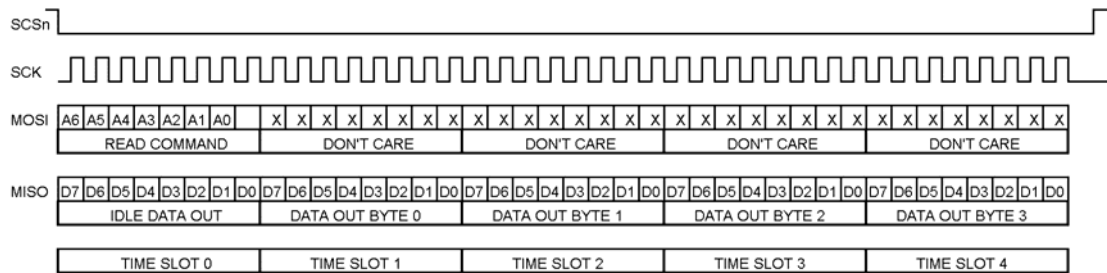 SCSn
SCK
MOSI A6 A5 A4 A3 A2 A1 A0 X X X X X X X X X X X X X X X X X X X X X X X X X X X X X X X X
READ COMMAND DON'T CARE DON'T CARE DON'T CARE DON'T CARE
MISO D7 D6 D5 D4 D3 D2 D1 D0 D7 D6 D5 D4 D3 D2 D1 D0 D7 D6 D5 D4 D3 D2 D1 D0 D7 D6 D5 D4 D3 D2 D1 D0 D7 D6 D5 D4 D3 D2 D1 D0
IDLE DATA OUT DATA OUT BYTE 0 DATA OUT BYTE 1 DATA OUT BYTE 2 DATA OUT BYTE 3
TIME SLOT 0 TIME SLOT 1 TIME SLOT 2 TIME SLOT 3 TIME SLOT 4